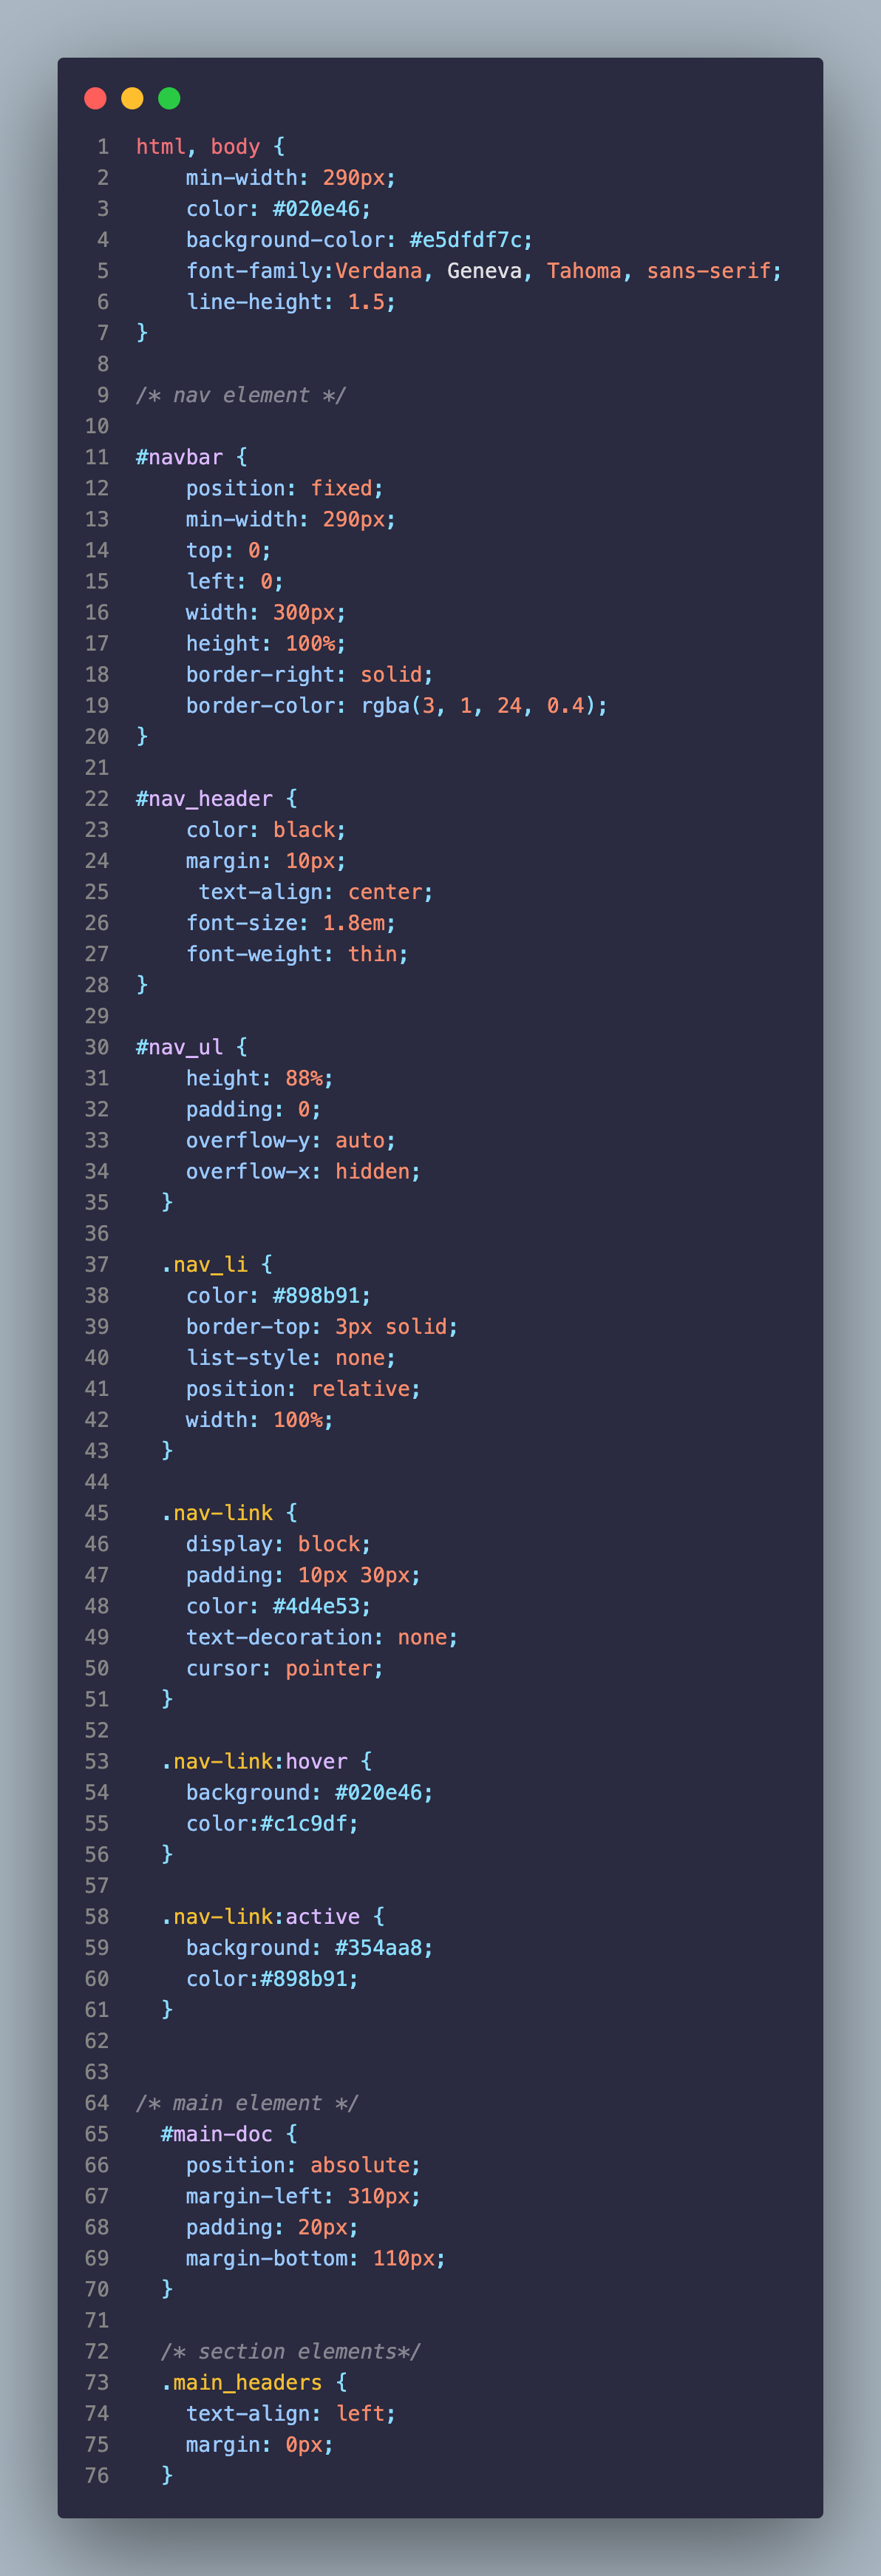 1 html, body {
2 min-width: 290px;
3 color: #020e46;
4 background-color: #e5dfdf7c;
5 font-family:Verdana, Geneva, Tahoma, sans-serif;
6 line-height: 1.5;
7 }
8
9 /* nav element */
10
11 #navbar {
12 position: fixed;
13 min-width: 290px;
14 top: 0;
15 left: 0;
16 width: 300px;
17 height: 100%;
18 border-right: solid;
19 border-color: rgba(3, 1, 24, 0.4);
20 }
21
22 #nav_header {
23 color: black;
24 margin: 10px;
25 text-align: center;
26 font-size: 1.8em;
27 font-weight: thin;
28 }
29
30 #nav_ul {
31 height: 88%;
32 padding: 0;
33 overflow-y: auto;
34 overflow-x: hidden;
35 }
36
37 .nav_li {
38 color: #898b91;
39 border-top: 3px solid;
40 list-style: none;
41 position: relative;
42 width: 100%;
43 }
44
45 .nav-link {
46 display: block;
47 padding: 10px 30px;
48 color: #4d4e53;
49 text-decoration: none;
50 cursor: pointer;
51 }
52
53 .nav-link:hover {
54 background: #020e46;
55 color:#c1c9df;
56 }
57
58 .nav-link:active {
59 background: #354aa8;
60 color:#898b91;
61 }
62
63
64 /* main element */
65 #main-doc {
66 position: absolute;
67 margin-left: 310px;
68 padding: 20px;
69 margin-bottom: 110px;
70 }
71
72 /* section elements*/
73 .main_headers {
74 text-align: left;
75 margin: 0px;
76 }